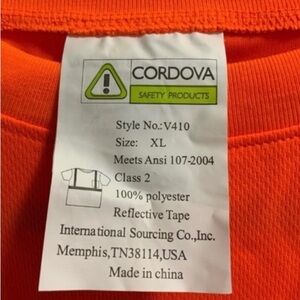 CORDOVA
SAFETY PRODUCTS
Style No.:V410
Size: XL
Meets Ansi 107-2004
Class 2
100% polyester
Reflective Tape
International Sourcing Co.,Inc.
Memphis,TN38114,USA
Made in china